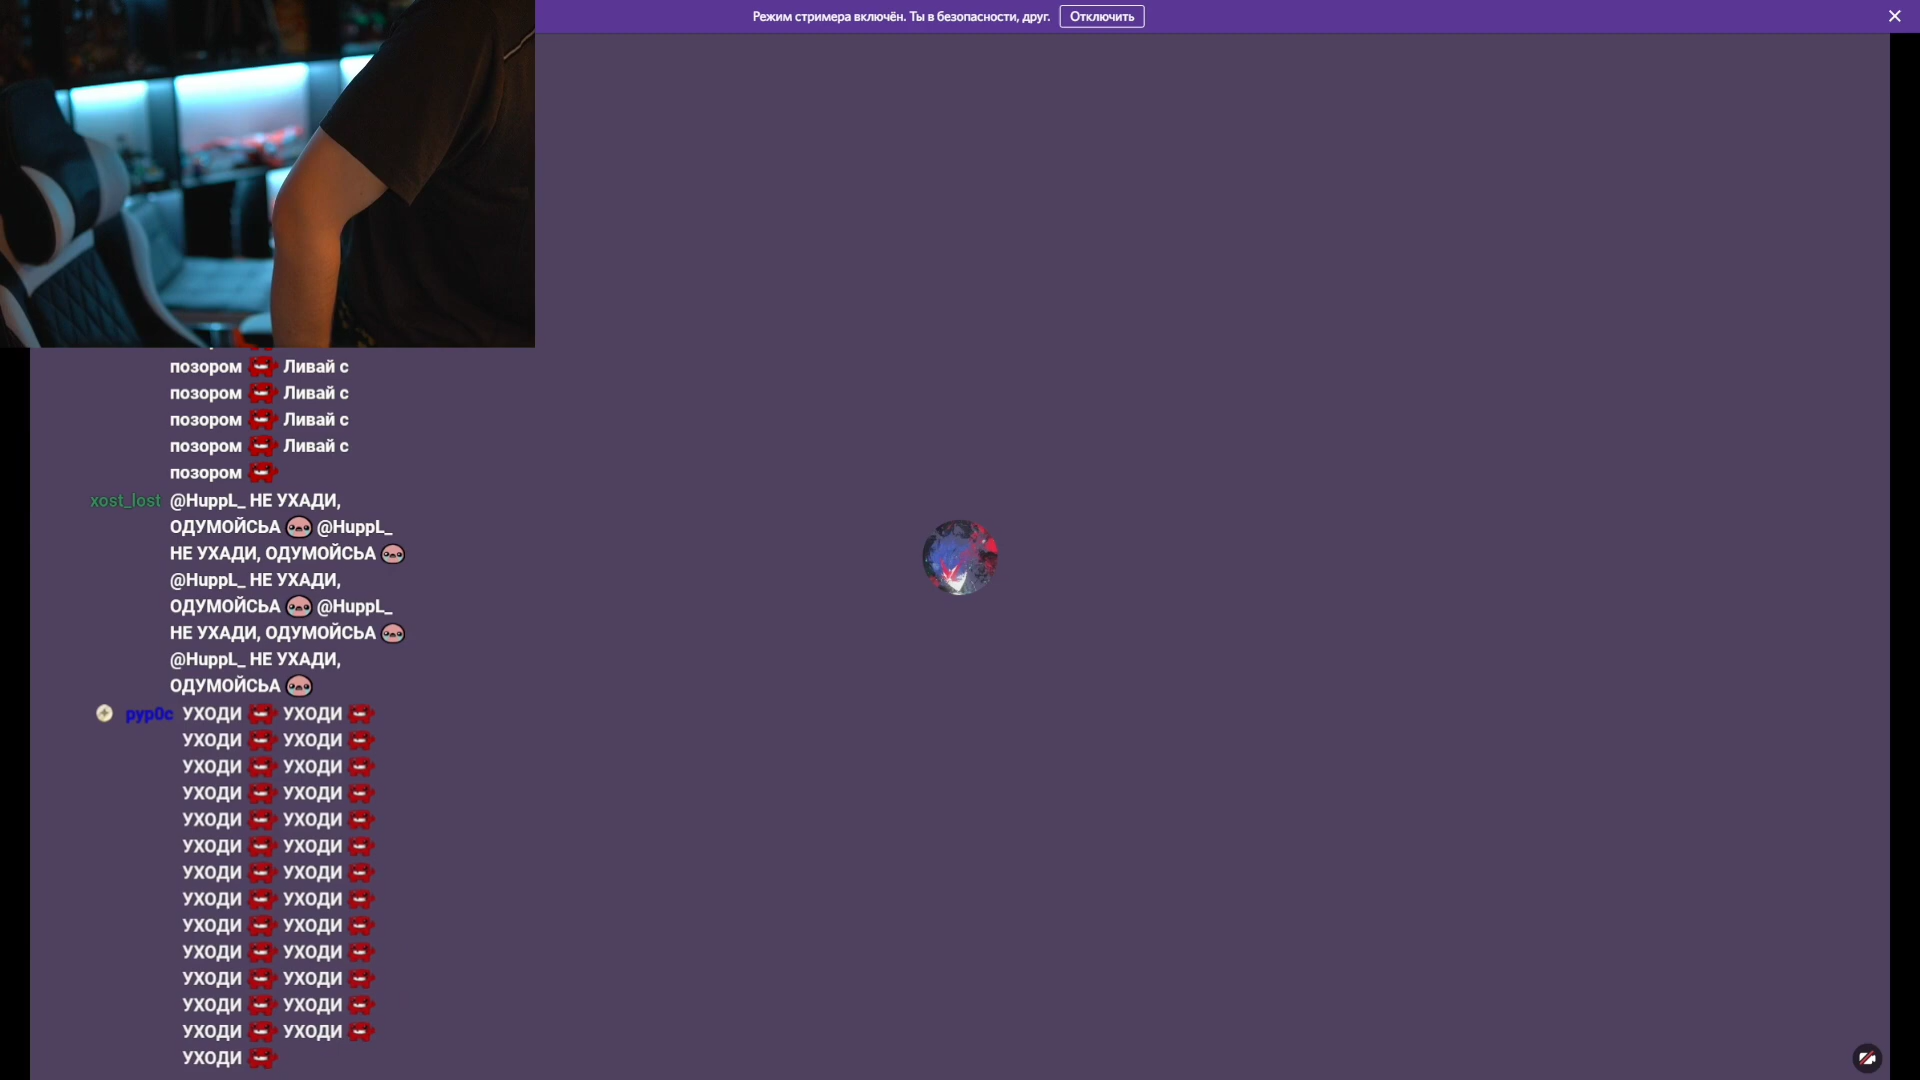 Режим стримера включён. Ты в безопасности, друг. Отключить
позором Ливай с
позором Ливай с
позором Ливай с
позором Ливай с
позором
xost_lost @HuppL_ НЕ УХАДИ,
ОДУМОЙСЬА @HuppL_
НЕ УХАДИ, ОДУМОЙСЬА
@HuppL_ НЕ УХАДИ,
ОДУМОЙСЬА @HuppL_
НЕ УХАДИ, ОДУМОЙСЬА
@HuppL_ НЕ УХАДИ,
ОДУМОЙСЬА
pyp0c УХОДИ УХОДИ
УХОДИ УХОДИ
УХОДИ УХОДИ
УХОДИ УХОДИ
УХОДИ УХОДИ
УХОДИ УХОДИ
УХОДИ УХОДИ
УХОДИ УХОДИ
УХОДИ УХОДИ
УХОДИ УХОДИ
УХОДИ УХОДИ
УХОДИ УХОДИ
УХОДИ УХОДИ
УХОДИ